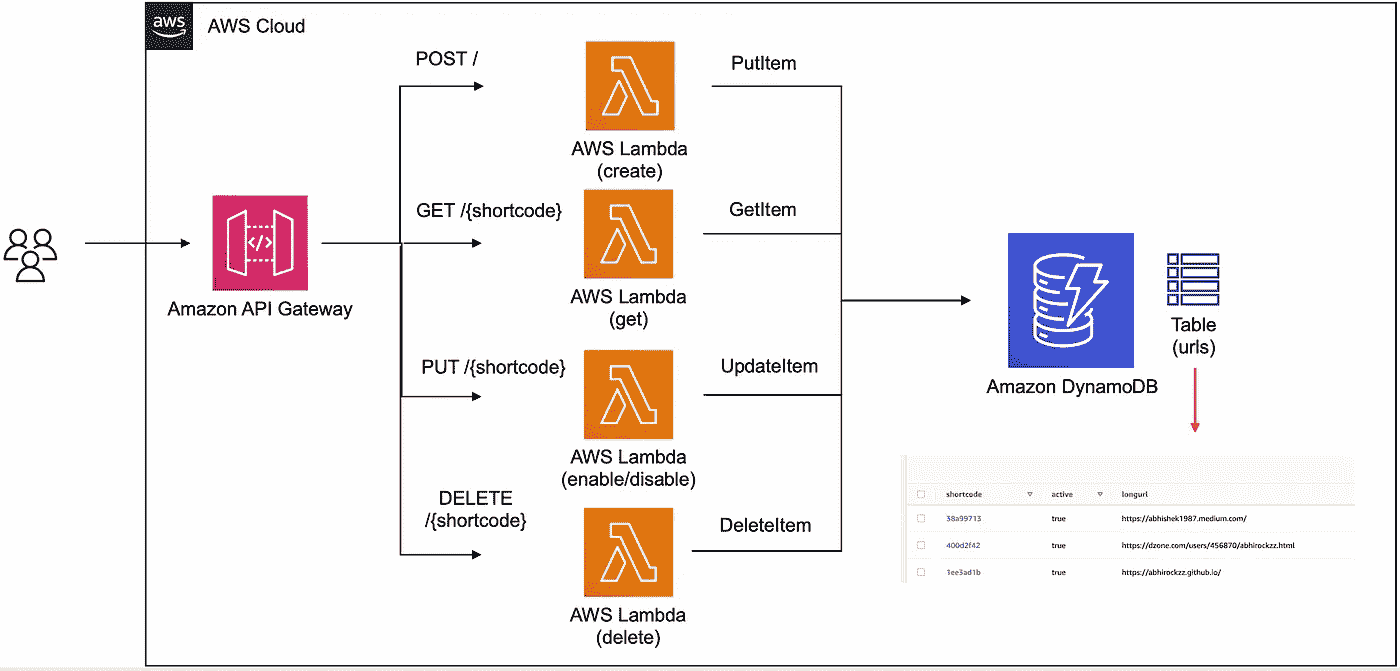 aws
AWS Cloud
POST /
PutItem
AWS Lambda
(create)
GET /{shortcode}
GetItem
</>
Amazon API Gateway
AWS Lambda
(get)
PUT /{shortcode}
UpdateItem
Table
(urls)
Amazon DynamoDB
AWS Lambda
(enable/disable)
DELETE
/{shortcode}
DeleteItem
AWS Lambda
(delete)
shortcode active longurl
38a99713 true https://abhishek1987.medium.com/
400d2f42 true https://dzone.com/users/456870/abhirockzz.html
1ee3ad1b true https://abhirockzz.github.io/